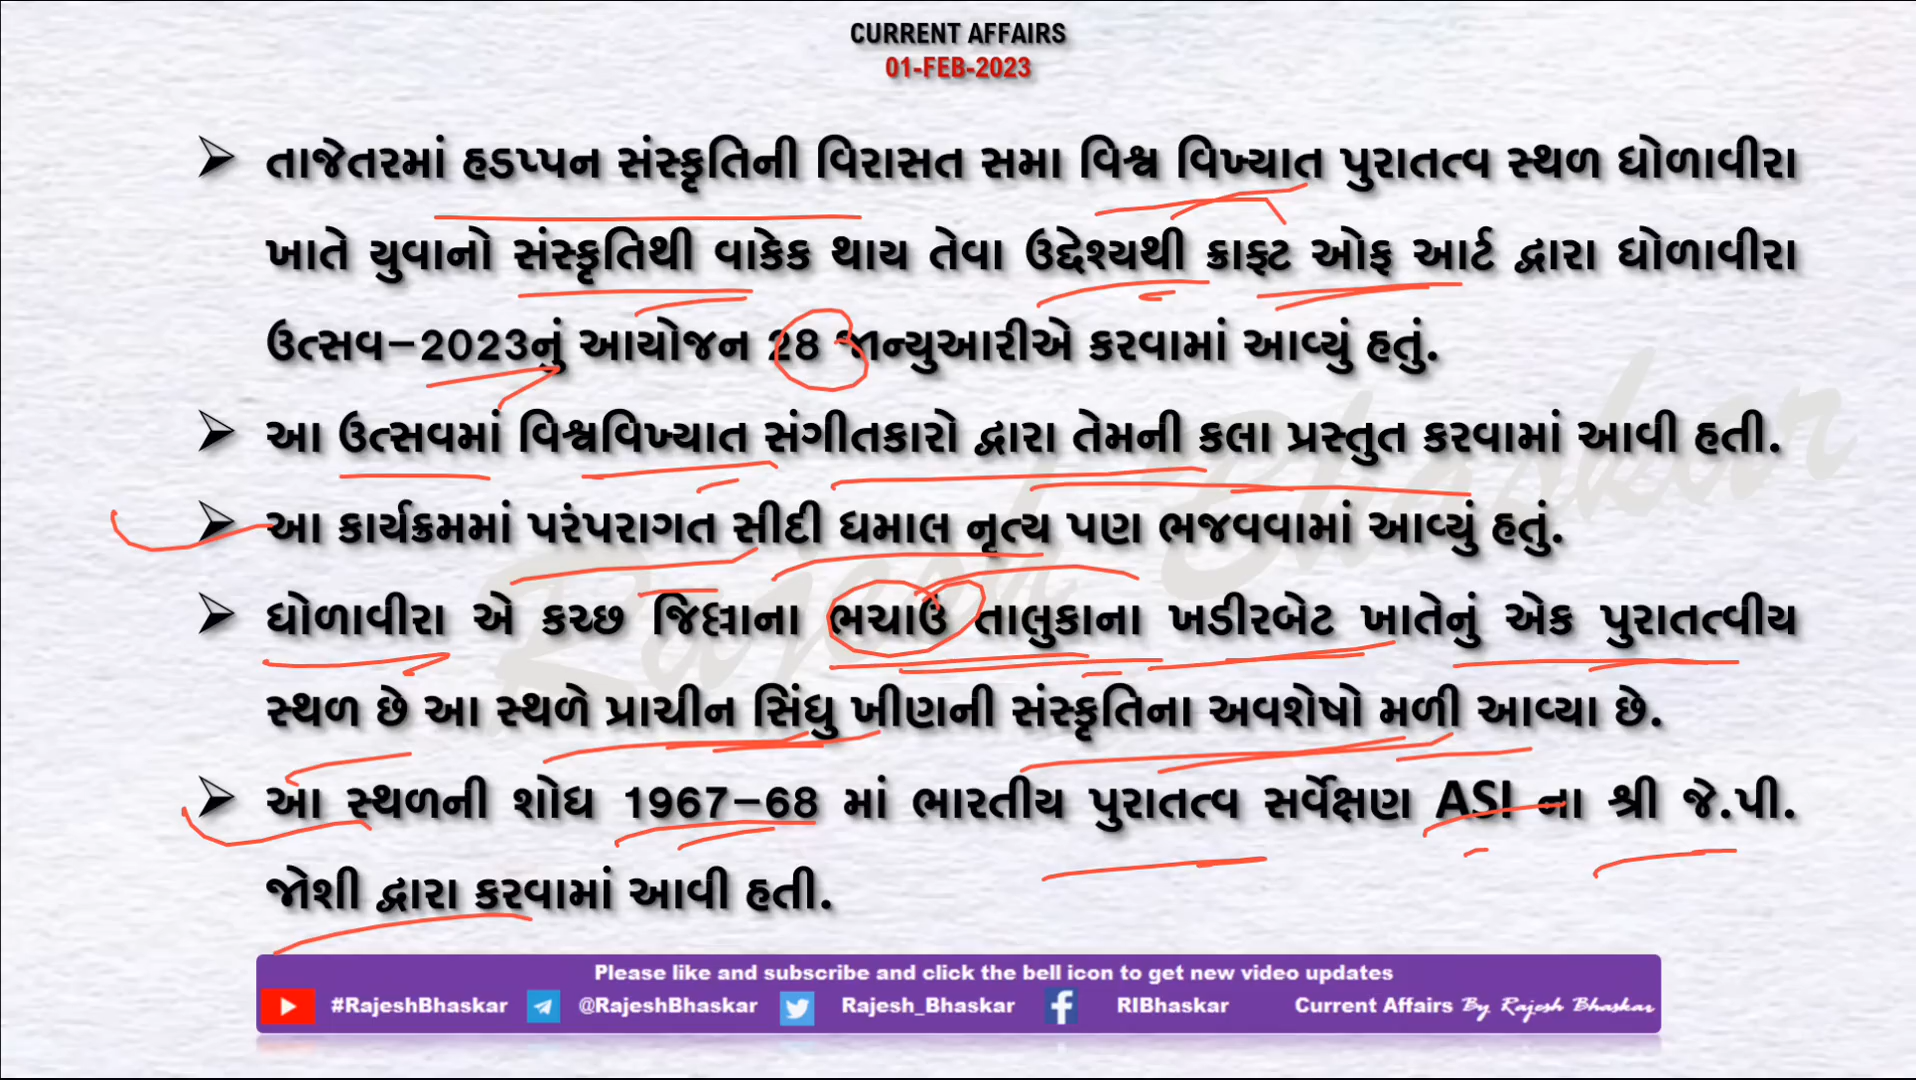 CURRENT AFFAIRS
01-FEB-2023
➢ તાજેતરમાં હડપ્પન સંસ્કૃતિની વિરાસત સમા વિશ્વ વિખ્યાત પુરાતત્વ સ્થળ ધોળાવીરા
ખાતે યુવાનો સંસ્કૃતિથી વાકેફ થાય તેવા ઉદ્દેશ્યથી ક્રાફ્ટ ઓફ આર્ટ દ્વારા ધોળાવીરા
ઉત્સવ-2023નું આયોજન 28 જાન્યુઆરીએ કરવામાં આવ્યું હતું.
➢ આ ઉત્સવમાં વિશ્વવિખ્યાત સંગીતકારો દ્વારા તેમની કલા પ્રસ્તુત કરવામાં આવી હતી.
➢ આ કાર્યક્રમમાં પરંપરાગત સીદી ધમાલ નૃત્ય પણ ભજવવામાં આવ્યું હતું.
➢ ધોળાવીરા એ કચ્છ જિલ્લાના ભચાઉ તાલુકાના ખડીરબેટ ખાતેનું એક પુરાતત્વીય
સ્થળ છે આ સ્થળે પ્રાચીન સિંધુ ખીણની સંસ્કૃતિના અવશેષો મળી આવ્યા છે.
➢ આ સ્થળની શોધ 1967-68 માં ભારતીય પુરાતત્વ સર્વેક્ષણ ASI ના શ્રી જે.પી.
જોશી દ્વારા કરવામાં આવી હતી.
Rajesh Bhaskar
Please like and subscribe and click the bell icon to get new video updates
#RajeshBhaskar @RajeshBhaskar Rajesh_Bhaskar RIBhaskar Current Affairs By Rajesh Bhaskar